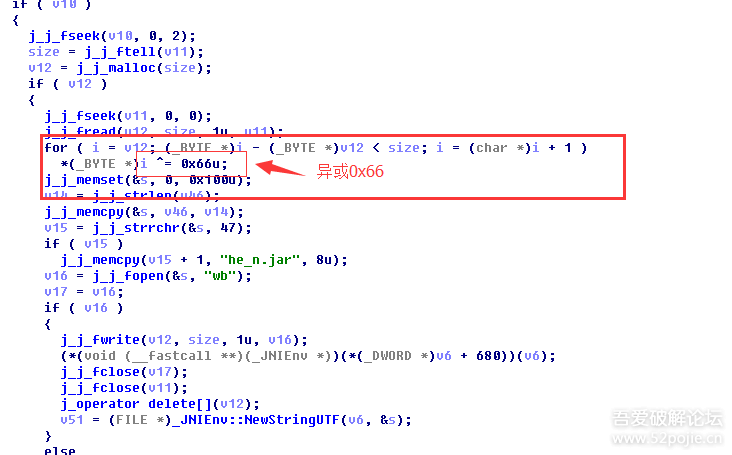 if ( v10 )
{
j_j_fseek(v10, 0, 2);
size = j_j_ftell(v11);
v12 = j_j_malloc(size);
if ( v12 )
{
j_j_fseek(v11, 0, 0);
j_j_fread(v12, size, 1u, v11);
for ( i = v12; (_BYTE *)i - (_BYTE *)v12 < size; i = (char *)i + 1 )
*(_BYTE *)i ^= 0x66u;
异或0x66
j_j_memset(&s, 0, 0x100u);
v14 = j_j_strlen(v46);
j_j_memcpy(&s, v46, v14);
v15 = j_j_strrchr(&s, 47);
if ( v15 )
j_j_memcpy(v15 + 1, "he_n.jar", 8u);
v16 = j_j_fopen(&s, "wb");
v17 = v16;
if ( v16 )
{
j_j_fwrite(v12, size, 1u, v16);
(*(void (__fastcall **)(_JNIEnv *))(*(_DWORD *)v6 + 680))(v6);
j_j_fclose(v17);
j_j_fclose(v11);
j_operator delete[](v12);
v51 = (FILE *)_JNIEnv::NewStringUTF(v6, &s);
}
else
吾爱破解论坛
www.52pojie.cn